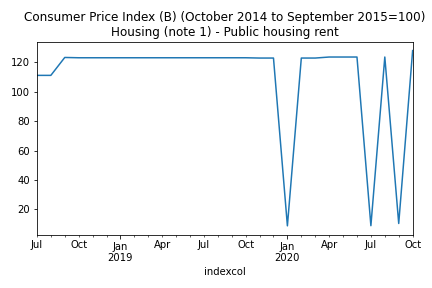 Consumer Price Index (B) (October 2014 to September 2015=100)
Housing (note 1) - Public housing rent
120
100
80
60
40
20
Jul Oct Jan Apr Jul Oct Jan Apr Jul Oct
2019 2020
indexcol